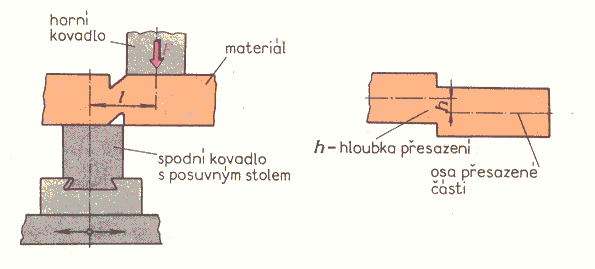 horní
kovadlo
F
materiál
l
spodní kovadlo
s posuvným stolem
h
h – hloubka přesazení
osa přesazené
části